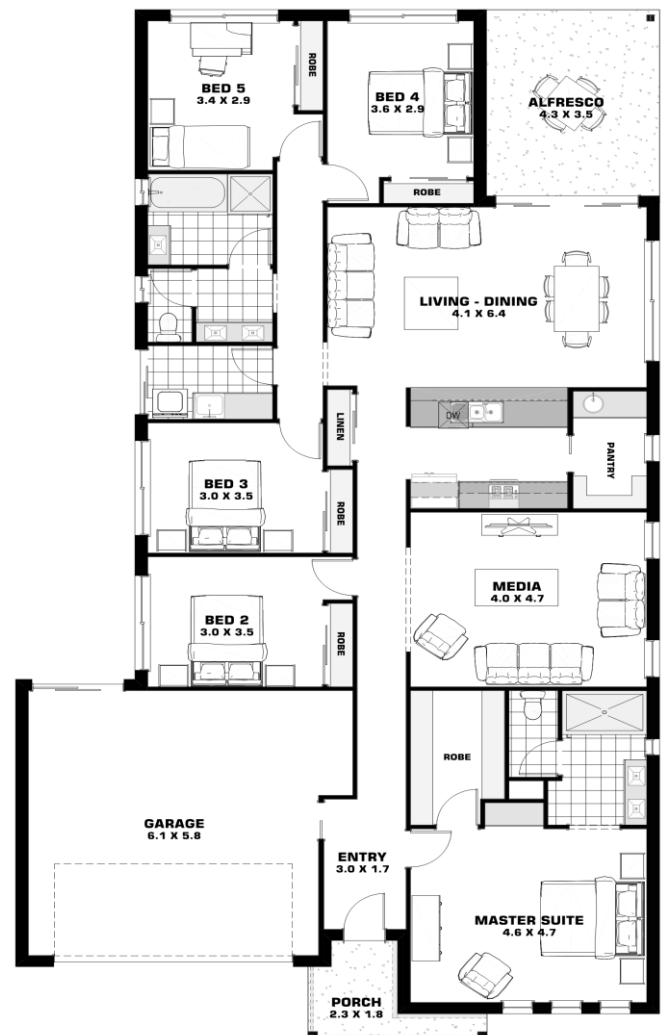 BED 5
3.4 X 2.9
ROBE
BED 4
3.6 X 2.9
ROBE
ALFRESCO
4.3 X 3.5
LIVING - DINING
4.1 X 6.4
DW
LINEN
PANTRY
BED 3
3.0 X 3.5
ROBE
MEDIA
4.0 X 4.7
BED 2
3.0 X 3.5
ROBE
ROBE
GARAGE
6.1 X 5.8
ENTRY
3.0 X 1.7
MASTER SUITE
4.6 X 4.7
PORCH
2.3 X 1.8